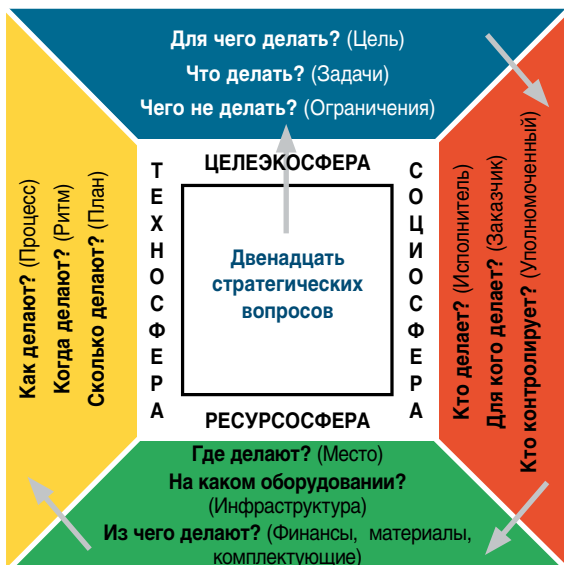 Для чего делать? (Цель)
Что делать? (Задачи)
Чего не делать? (Ограничения)
ЦЕЛЕЭКОСФЕРА
ТЕХНОСФЕРА
СОЦИОСФЕРА
Двенадцать
стратегических
вопросов
Как делают? (Процесс)
Когда делают? (Ритм)
Сколько делают? (План)
Кто делает? (Исполнитель)
Для кого делает? (Заказчик)
Кто контролирует? (Уполномоченный)
РЕСУРСОСФЕРА
Где делают? (Место)
На каком оборудовании?
(Инфраструктура)
Из чего делают? (Финансы, материалы,
комплектующие)